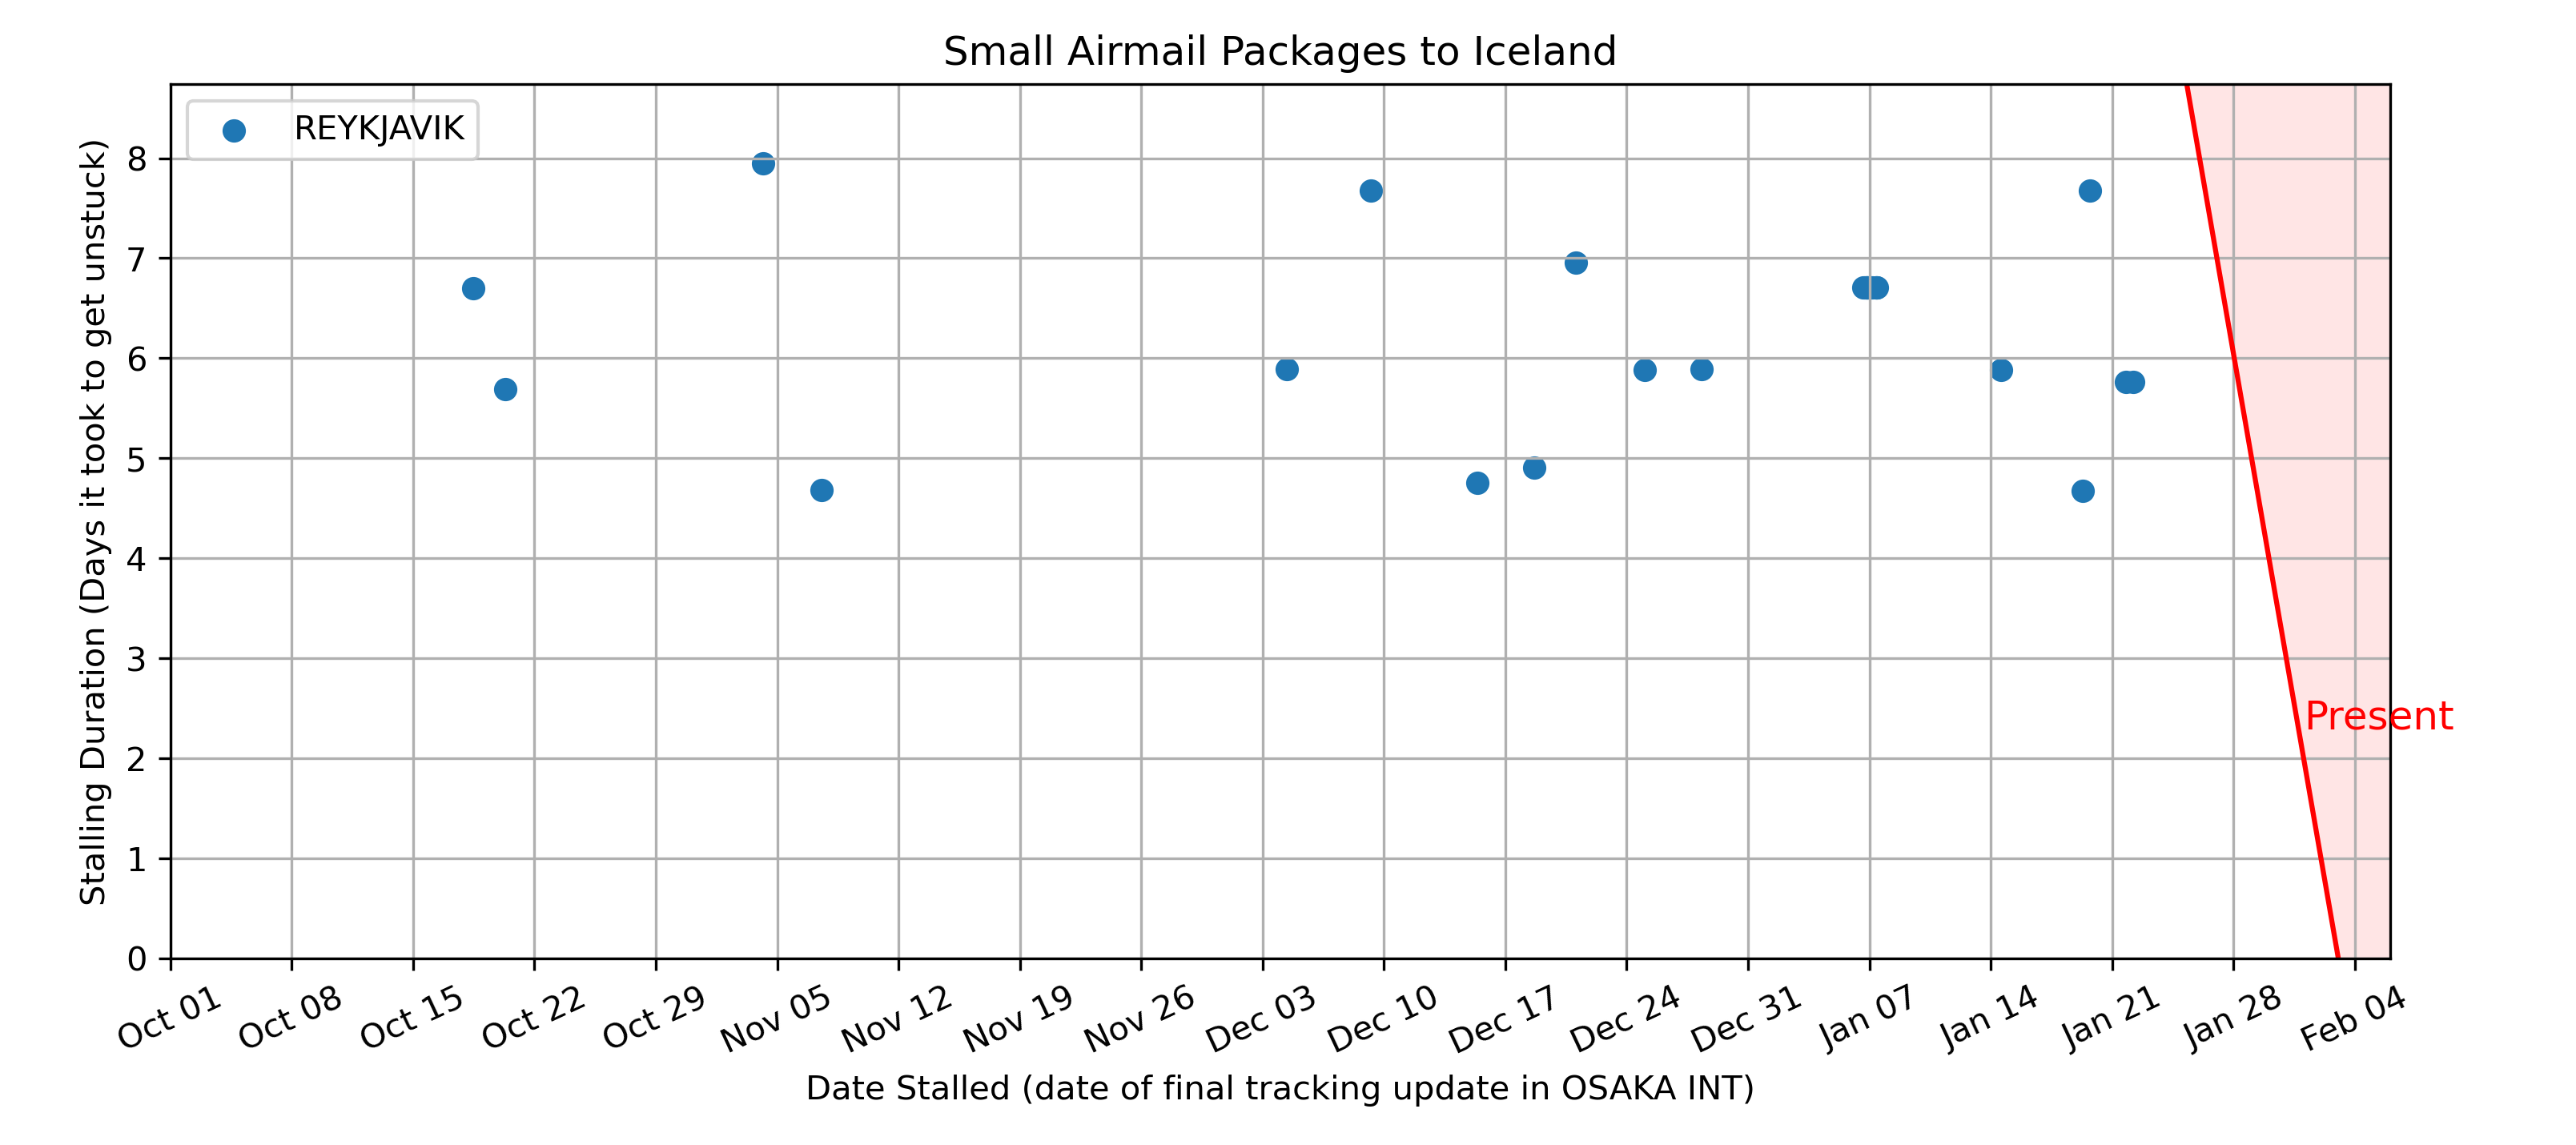 Small Airmail Packages to Iceland
REYKJAVIK
Stalling Duration (Days it took to get unstuck)
8
7
6
5
4
3
2
1
0
Present
Oct 01
Oct 08
Oct 15
Oct 22
Oct 29
Nov 05
Nov 12
Nov 19
Nov 26
Dec 03
Dec 10
Dec 17
Dec 24
Dec 31
Jan 07
Jan 14
Jan 21
Jan 28
Feb 04
Date Stalled (date of final tracking update in OSAKA INT)